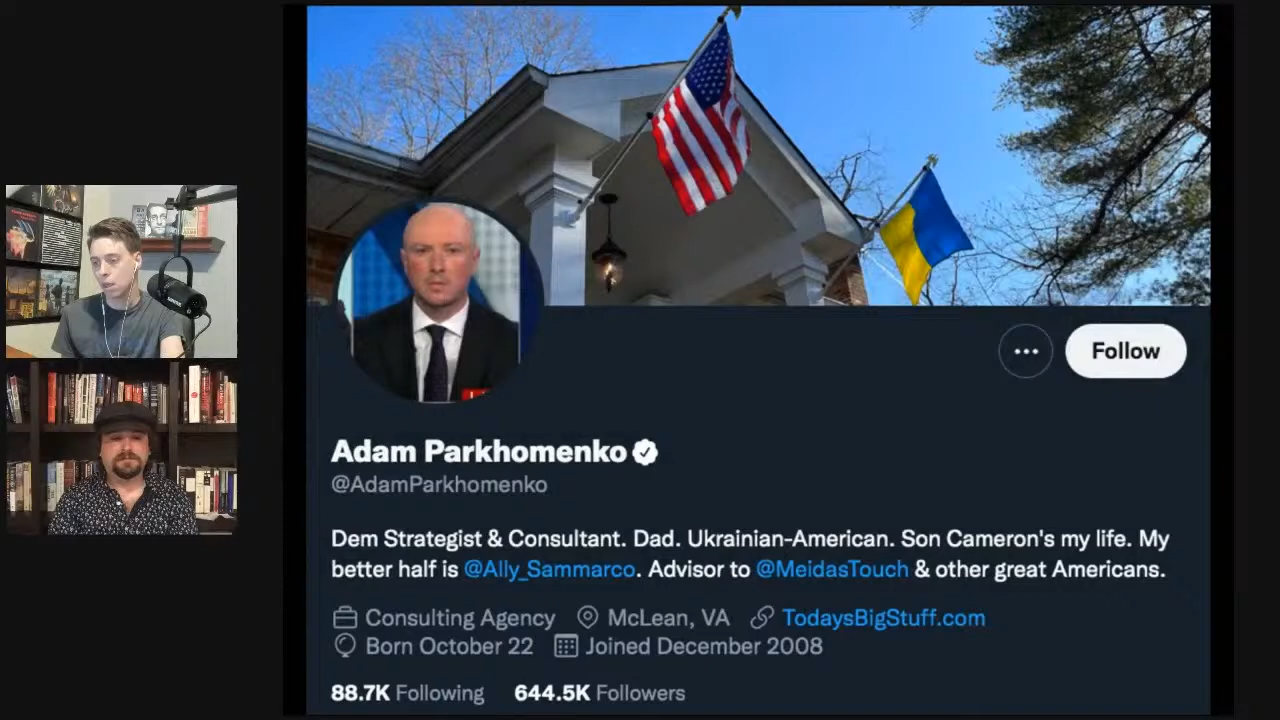 Follow
Adam Parkhomenko
@AdamParkhomenko
Dem Strategist & Consultant. Dad. Ukrainian-American. Son Cameron's my life. My
better half is @Ally_Sammarco. Advisor to @MeidasTouch & other great Americans.
Consulting Agency McLean, VA TodaysBigStuff.com
Born October 22 Joined December 2008
88.7K Following 644.5K Followers